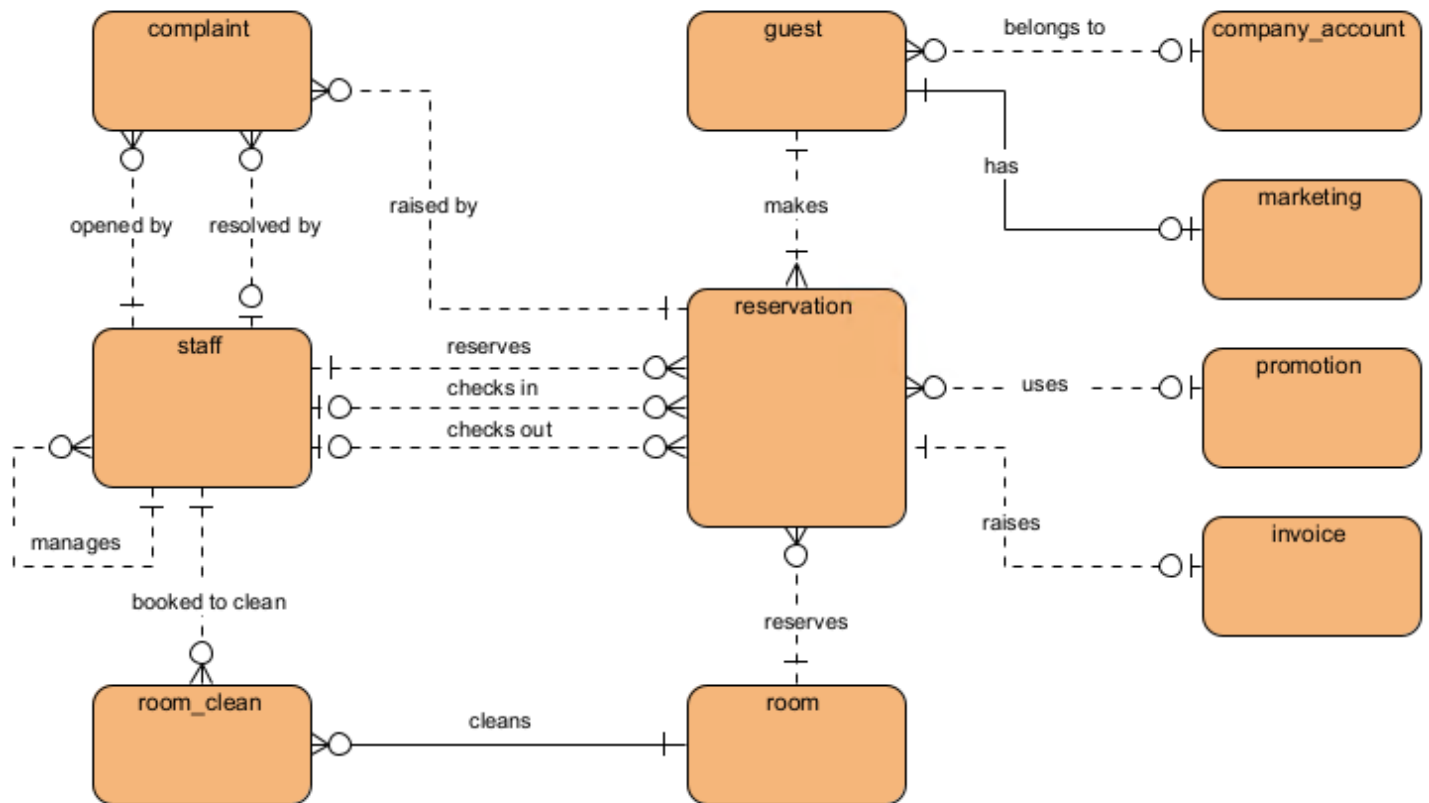 complaint
guest
belongs to
company_account
has
marketing
opened by
resolved by
raised by
makes
reservation
staff
reserves
checks in
checks out
uses
promotion
manages
raises
invoice
booked to clean
reserves
room_clean
cleans
room